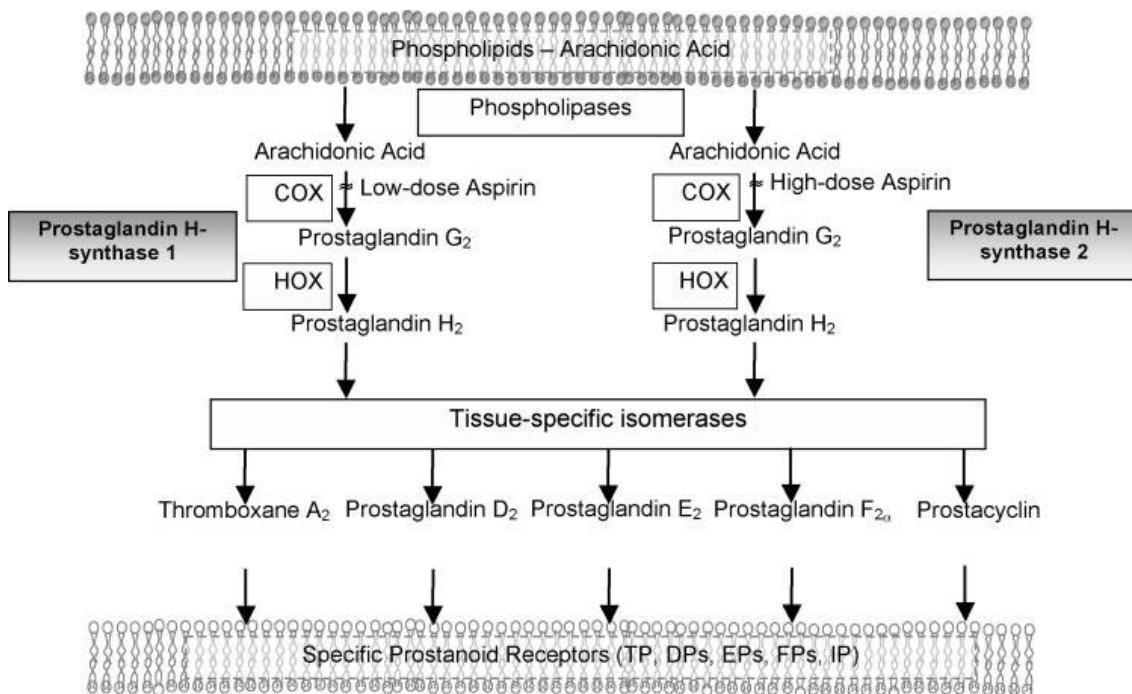 Phospholipids – Arachidonic Acid
Phospholipases
Arachidonic Acid
Arachidonic Acid
COX
≈ Low-dose Aspirin
COX
≈ High-dose Aspirin
Prostaglandin H-
synthase 1
Prostaglandin G₂
Prostaglandin G₂
Prostaglandin H-
synthase 2
HOX
HOX
Prostaglandin H₂
Prostaglandin H₂
Tissue-specific isomerases
Thromboxane A₂
Prostaglandin D₂
Prostaglandin E₂
Prostaglandin F₂α
Prostacyclin
Specific Prostanoid Receptors (TP, DPs, EPs, FPs, IP)